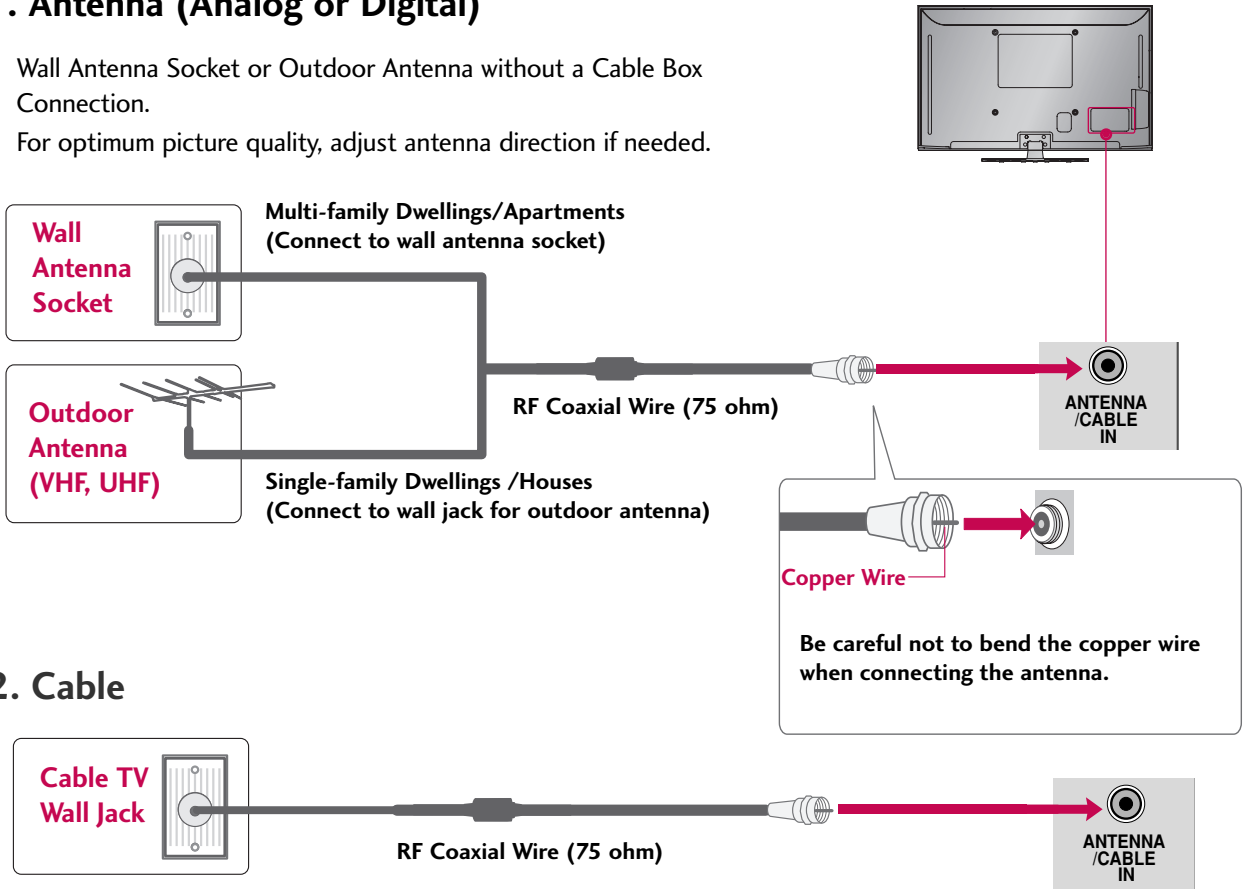 . Antenna (Analog or Digital)
Wall Antenna Socket or Outdoor Antenna without a Cable Box
Connection.
For optimum picture quality, adjust antenna direction if needed.
Wall
Antenna
Socket
Multi-family Dwellings/Apartments
(Connect to wall antenna socket)
Outdoor
Antenna
(VHF, UHF)
RF Coaxial Wire (75 ohm)
ANTENNA
/CABLE
IN
Single-family Dwellings /Houses
(Connect to wall jack for outdoor antenna)
Copper Wire
Be careful not to bend the copper wire
when connecting the antenna.
2. Cable
Cable TV
Wall Jack
RF Coaxial Wire (75 ohm)
ANTENNA
/CABLE
IN